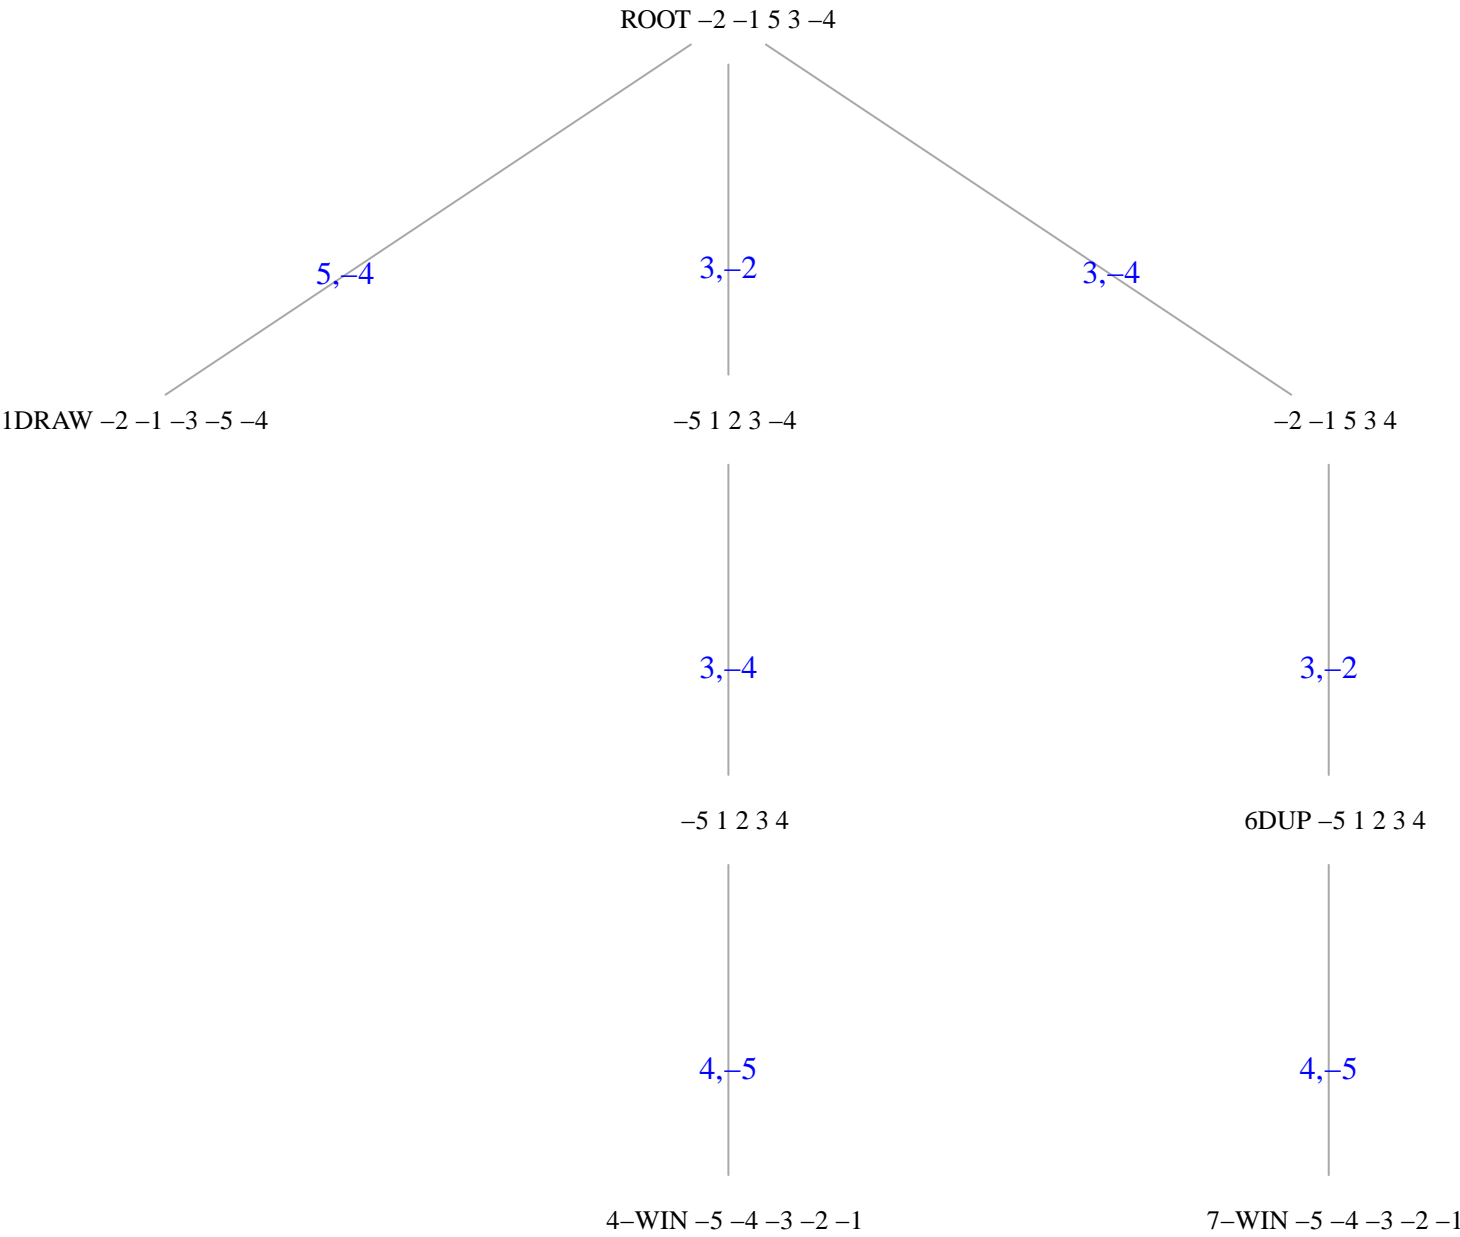 ROOT –2 –1 5 3 –4
5,–4
3,–2
3,–4
1DRAW –2 –1 –3 –5 –4
–5 1 2 3 –4
–2 –1 5 3 4
3,–4
3,–2
–5 1 2 3 4
6DUP –5 1 2 3 4
4,–5
4,–5
4–WIN –5 –4 –3 –2 –1
7–WIN –5 –4 –3 –2 –1